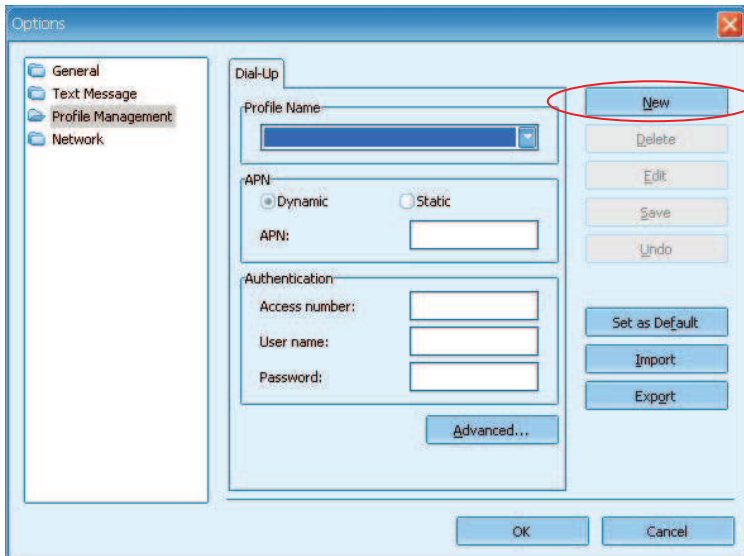 Options
General
Text Message
Profile Management
Network
Dial-Up
Profile Name
APN
Dynamic
Static
APN:
Authentication
Access number:
User name:
Password:
Advanced...
New
Delete
Edit
Save
Undo
Set as Default
Import
Export
OK
Cancel